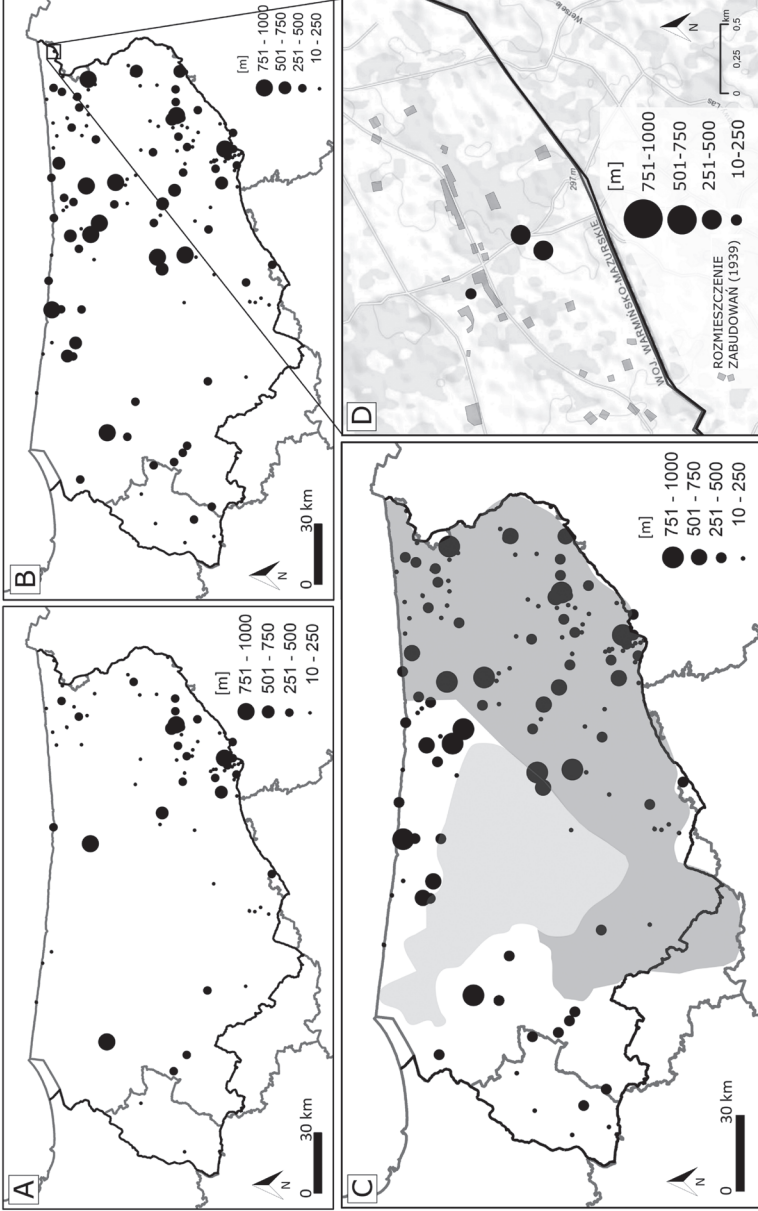 A
[m]
751 - 1000
501 - 750
251 - 500
10 - 250
N
0
30 km
B
[m]
751 - 1000
501 - 750
251 - 500
10 - 250
N
0
30 km
C
[m]
751 - 1000
501 - 750
251 - 500
10 - 250
N
0
30 km
D
297 m
WOJ. WARMIŃSKO-MAZURSKIE
Las
[m]
751-1000
501-750
251-500
10-250
ROZMIESZCZENIE
ZABUDOWAŃ (1939)
N
km
0
0,25
0,5